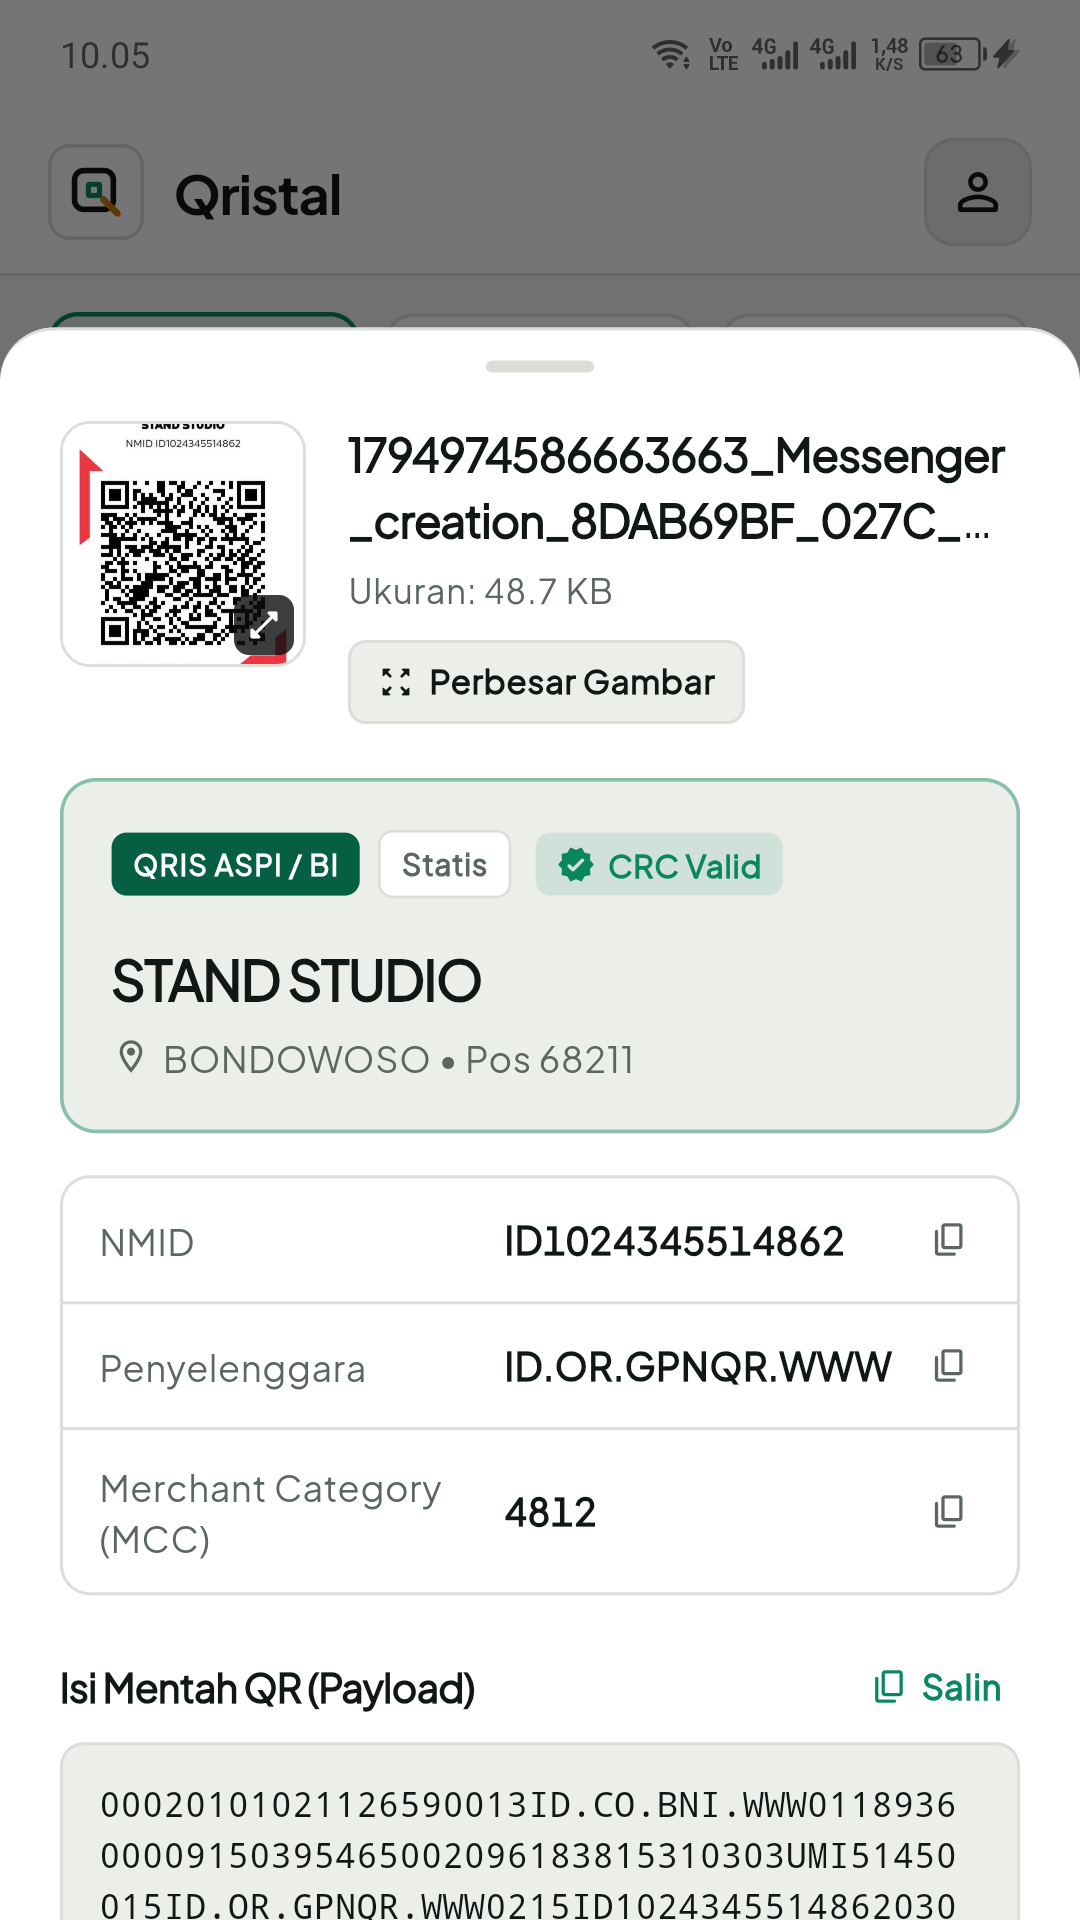 10.05
Vo LTE 4G 4G 1,48 K/S 63
Qristal
STAND STUDIO
NMID ID1024345514862
1794974586663663_Messenger
_creation_8DAB69BF_027C_...
Ukuran: 48.7 KB
Perbesar Gambar
QRIS ASPI / BI
Statis
CRC Valid
STAND STUDIO
BONDOWOSO • Pos 68211
NMID
ID1024345514862
Penyelenggara
ID.OR.GPNQR.WWW
Merchant Category
(MCC)
4812
Isi Mentah QR (Payload)
Salin
00020101021126590013ID.CO.BNI.WWW0118936
00009150395465002096183815310303UMI51450
015ID.OR.GPNQR.WWW0215ID1024345514862030